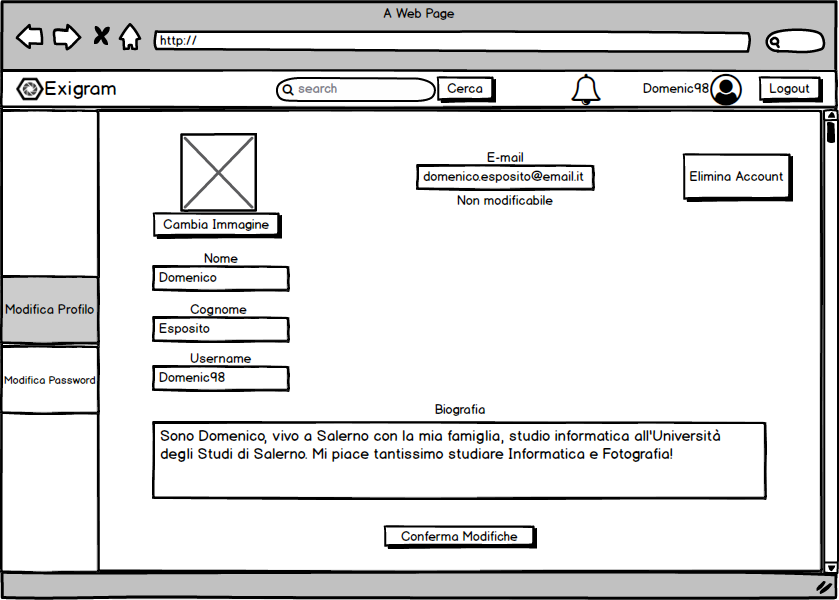 A Web Page
http://
Exigram
search
Cerca
Domenic98
Logout
E-mail
domenico.esposito@email.it
Non modificabile
Elimina Account
Cambia Immagine
Nome
Domenico
Modifica Profilo
Cognome
Esposito
Username
Domenic98
Modifica Password
Biografia
Sono Domenico, vivo a Salerno con la mia famiglia, studio informatica all'Università
degli Studi di Salerno. Mi piace tantissimo studiare Informatica e Fotografia!
Conferma Modifiche